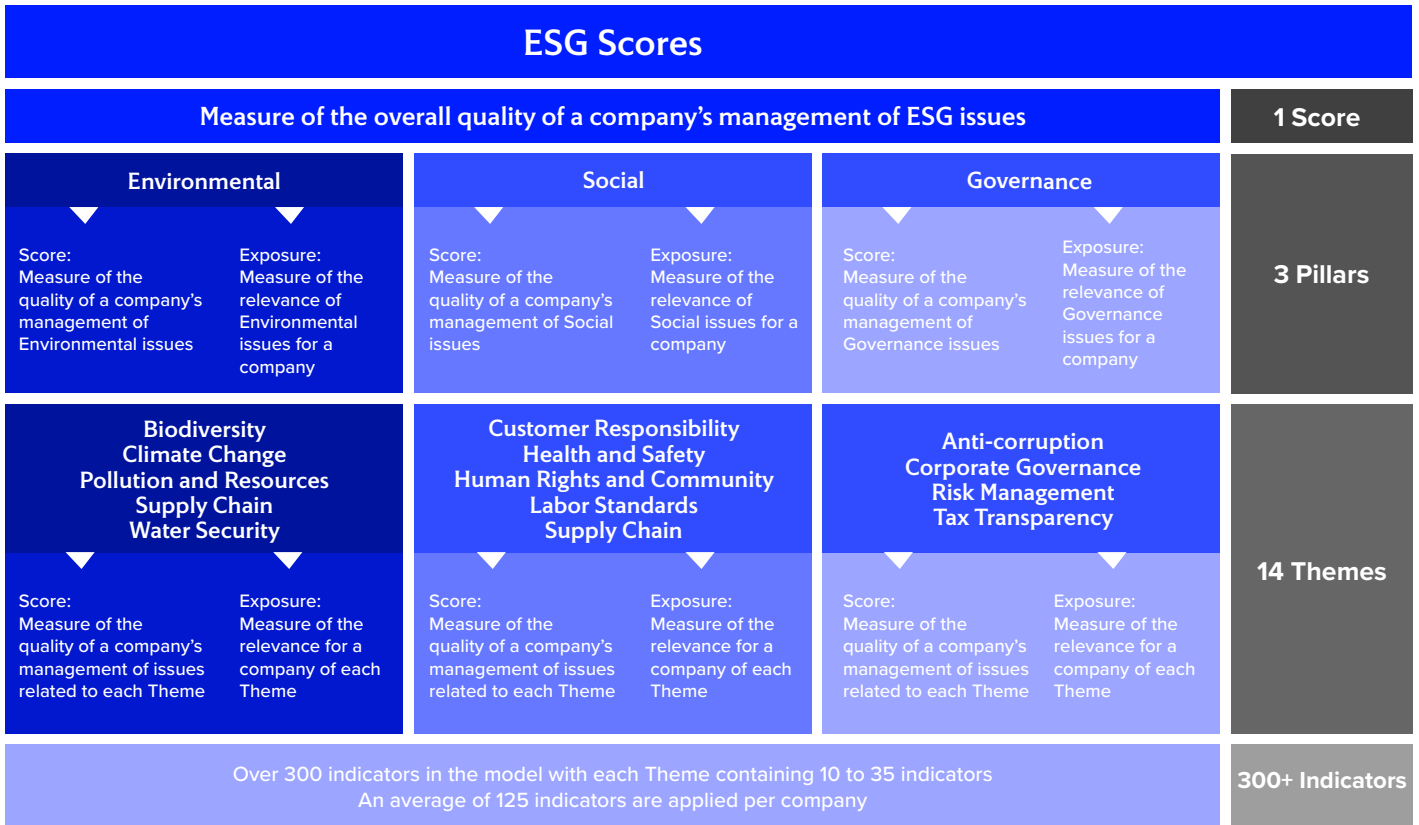 ESG Scores
Measure of the overall quality of a company’s management of ESG issues
1 Score
Environmental
Score:
Measure of the
quality of a company’s
management of
Environmental issues
Exposure:
Measure of the
relevance of
Environmental
issues for a
company
Social
Score:
Measure of the
quality of a company’s
management of Social
issues
Exposure:
Measure of the
relevance of
Social issues for a
company
Governance
Score:
Measure of the
quality of a company’s
management of
Governance issues
Exposure:
Measure of the
relevance of
Governance
issues for a
company
3 Pillars
Biodiversity
Climate Change
Pollution and Resources
Supply Chain
Water Security
Score:
Measure of the
quality of a company’s
management of issues
related to each Theme
Exposure:
Measure of the
relevance for a
company of each
Theme
Customer Responsibility
Health and Safety
Human Rights and Community
Labor Standards
Supply Chain
Score:
Measure of the
quality of a company’s
management of issues
related to each Theme
Exposure:
Measure of the
relevance for a
company of each
Theme
Anti-corruption
Corporate Governance
Risk Management
Tax Transparency
Score:
Measure of the
quality of a company’s
management of issues
related to each Theme
Exposure:
Measure of the
relevance for a
company of each
Theme
14 Themes
Over 300 indicators in the model with each Theme containing 10 to 35 indicators
An average of 125 indicators are applied per company
300+ Indicators